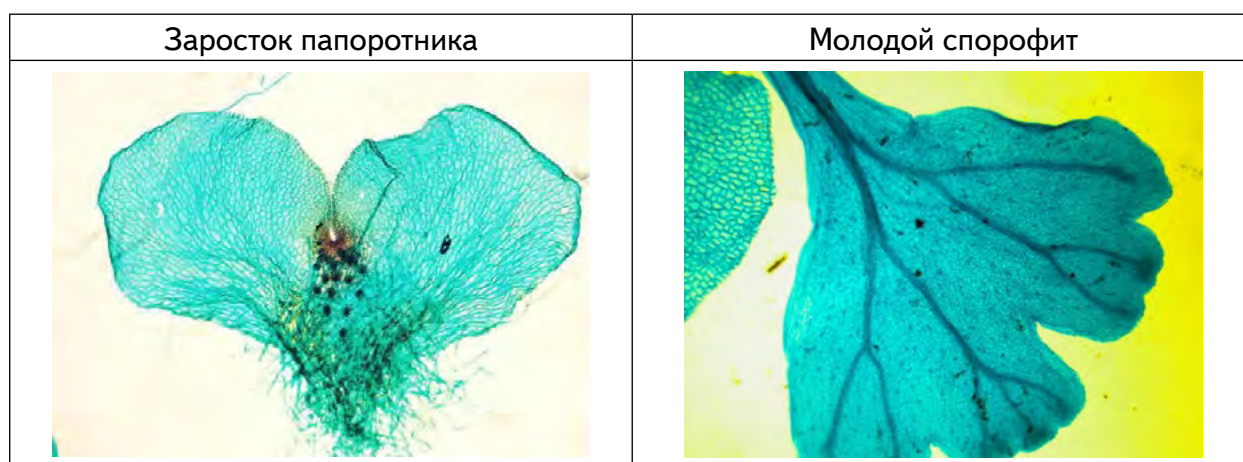 Заросток папоротника
Молодой спорофит